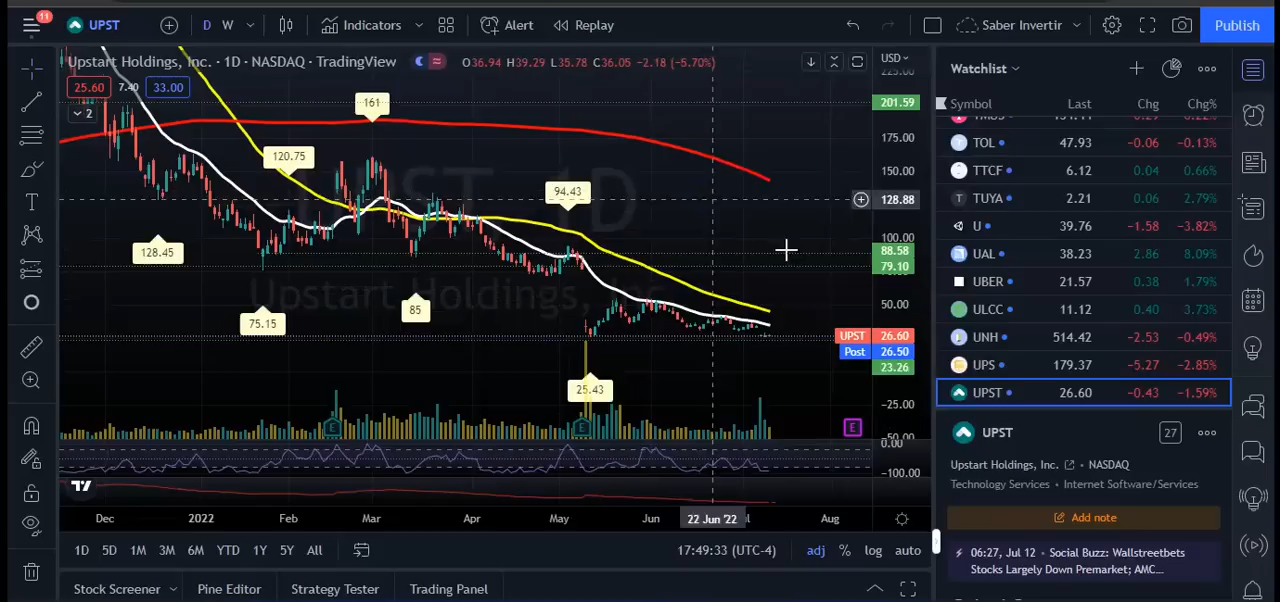 11
UPST
D W
Indicators
Alert
Replay
Saber Invertir
Publish
Upstart Holdings, Inc. · 1D · NASDAQ · TradingView
O36.94 H39.29 L35.78 C36.05 −2.18 (−5.70%)
25.60 7.40 33.00
2
USD
225.00
201.59
175.00
150.00
128.88
100.00
88.58
79.10
50.00
UPST 26.60
Post 26.50
23.26
−25.00
−50.00
0.00
−100.00
161
120.75
94.43
128.45
75.15
85
25.43
UPST 1D
Upstart Holdings, Inc.
E
E
E
Dec 2022 Feb Mar Apr May Jun 22 Jun '22 Aug
1D 5D 1M 3M 6M YTD 1Y 5Y All
17:49:33 (UTC-4)
adj % log auto
Stock Screener
Pine Editor
Strategy Tester
Trading Panel
Watchlist
Symbol Last Chg Chg%
TOL 47.93 −0.06 −0.13%
TTCF 6.12 0.04 0.66%
TUYA 2.21 0.06 2.79%
U 39.76 −1.58 −3.82%
UAL 38.23 2.86 8.09%
UBER 21.57 0.38 1.79%
ULCC 11.12 0.40 3.73%
UNH 514.42 −2.53 −0.49%
UPS 179.37 −5.27 −2.85%
UPST 26.60 −0.43 −1.59%
UPST
27
Upstart Holdings, Inc. • NASDAQ
Technology Services • Internet Software/Services
Add note
06:27, Jul 12 • Social Buzz: Wallstreetbets
Stocks Largely Down Premarket; AMC...